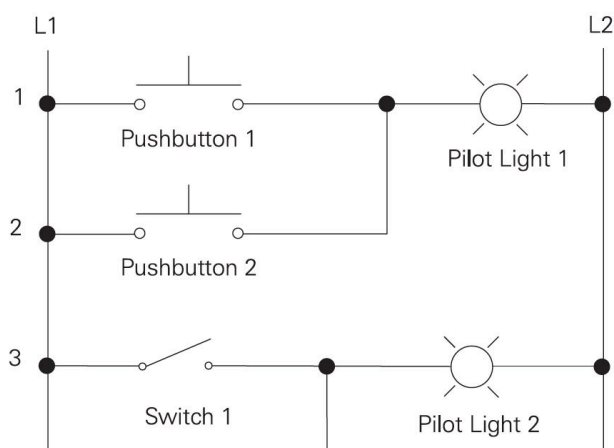 L1
L2
1
Pushbutton 1
Pilot Light 1
2
Pushbutton 2
3
Switch 1
Pilot Light 2